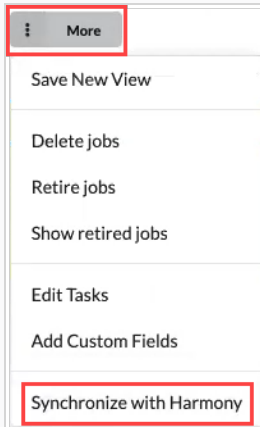 More
Save New View
Delete jobs
Retire jobs
Show retired jobs
Edit Tasks
Add Custom Fields
Synchronize with Harmony